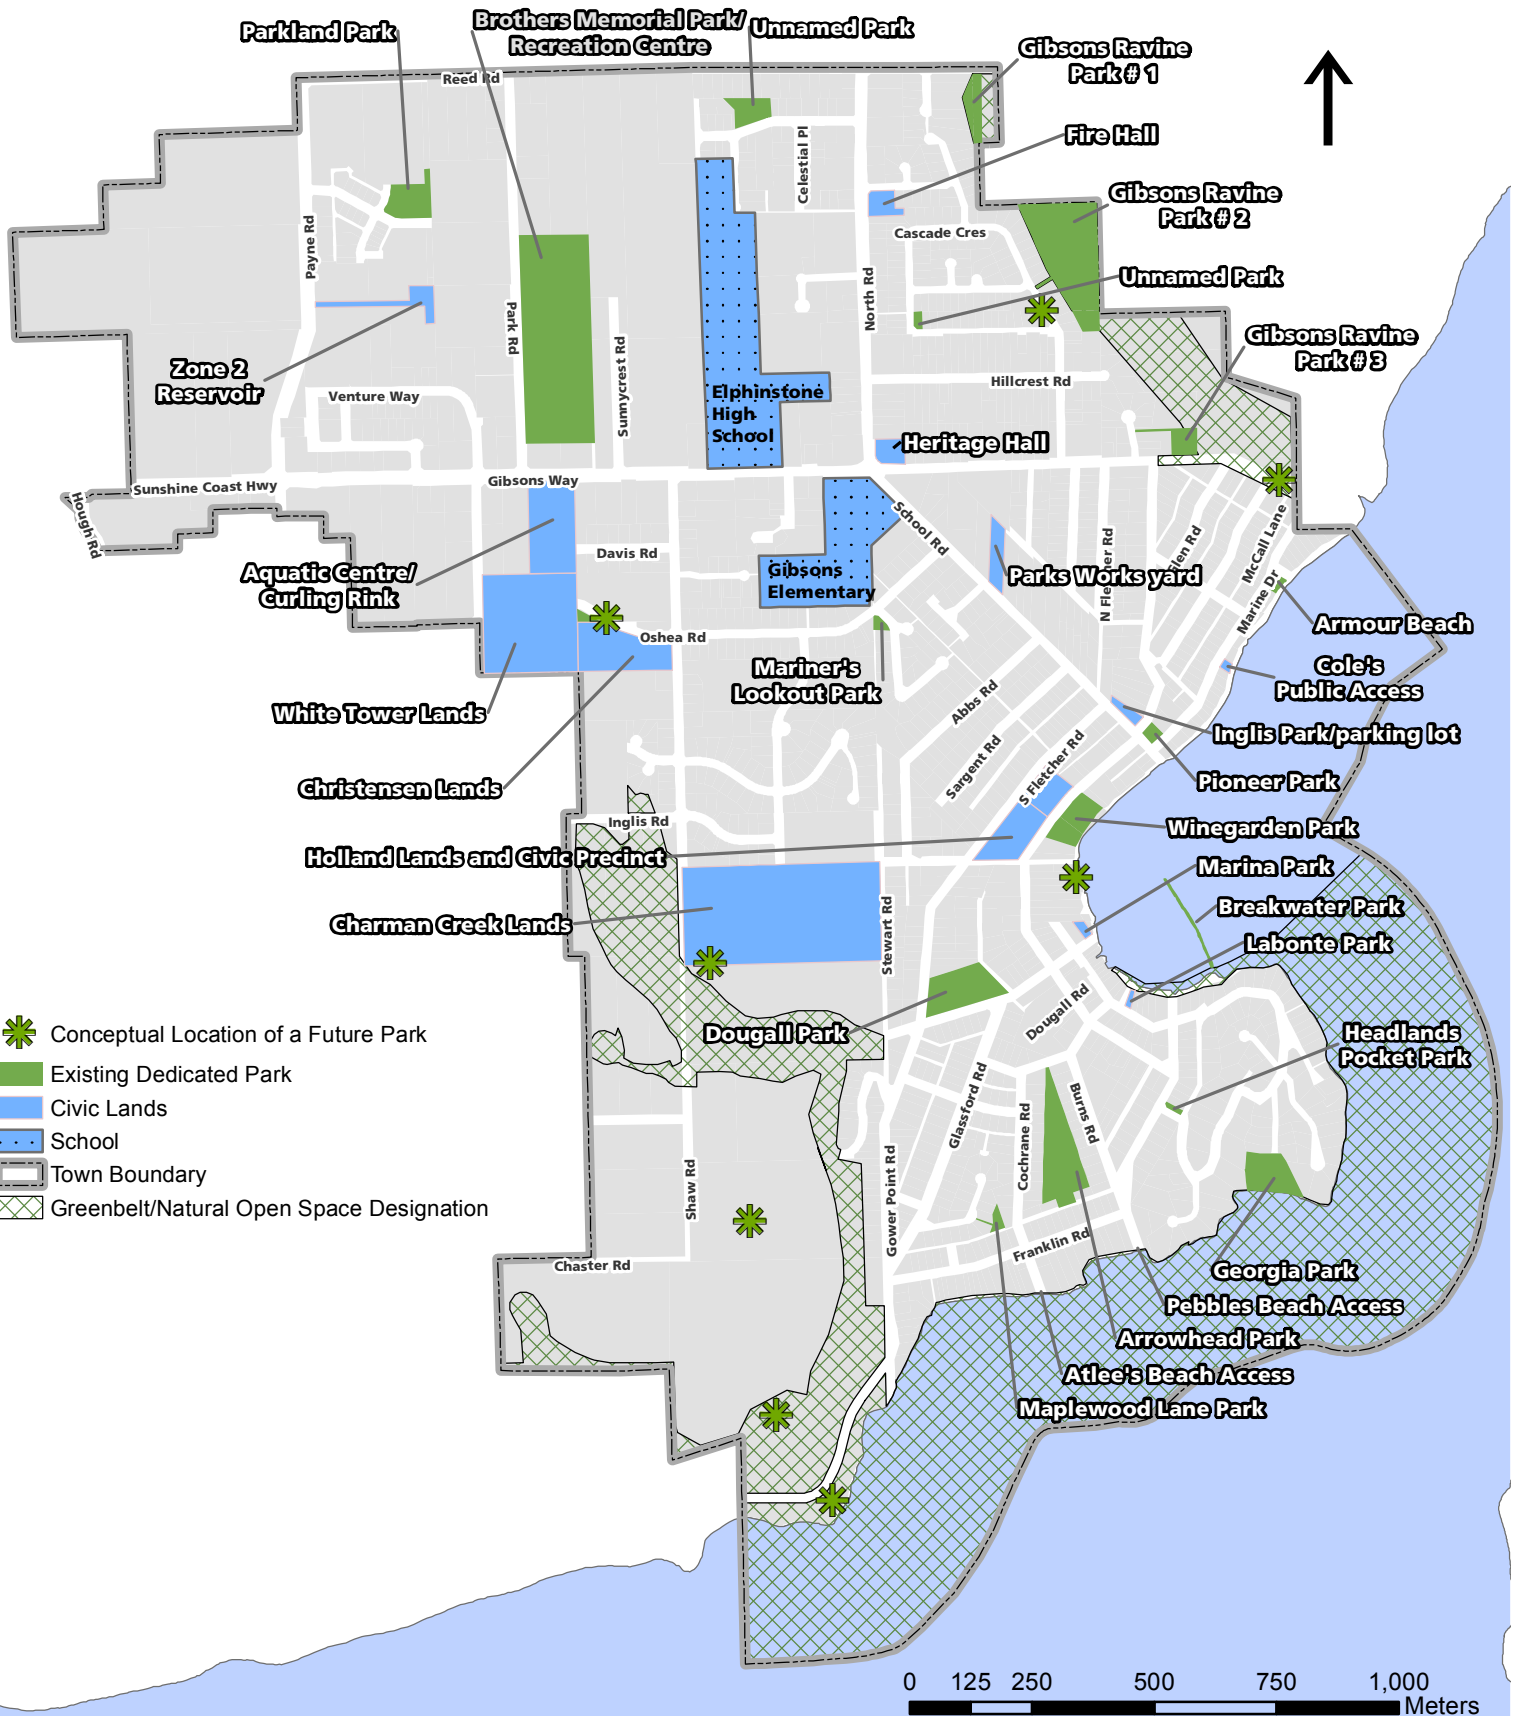 Parkland Park
Brothers Memorial Park/
Recreation Centre
Unnamed Park
Gibsons Ravine
Park # 1
Reed Rd
Fire Hall
Celestial Pl
Gibsons Ravine
Park # 2
Payne Rd
Cascade Cres
Unnamed Park
North Rd
Park Rd
Sunnycrest Rd
Gibsons Ravine
Park # 3
Zone 2
Reservoir
Venture Way
Hillcrest Rd
Elphinstone
High
School
Heritage Hall
Sunshine Coast Hwy
Gibsons Way
Hough Rd
School Rd
McCall Lane
N Fletcher Rd
Glen Rd
Davis Rd
Aquatic Centre/
Curling Rink
Gibsons
Elementary
Parks Works yard
Marine Dr
Armour Beach
Oshea Rd
Mariner's
Lookout Park
Cole's
Public Access
Abbs Rd
White Tower Lands
Inglis Park/parking lot
Sargent Rd
S Fletcher Rd
Pioneer Park
Christensen Lands
Inglis Rd
Winegarden Park
Holland Lands and Civic Precinct
Marina Park
Breakwater Park
Charman Creek Lands
Stewart Rd
Labonte Park
Dougall Rd
Dougall Park
Headlands
Pocket Park
Conceptual Location of a Future Park
Existing Dedicated Park
Civic Lands
School
Town Boundary
Greenbelt/Natural Open Space Designation
Glassford Rd
Cochrane Rd
Burns Rd
Shaw Rd
Gower Point Rd
Franklin Rd
Chaster Rd
Georgia Park
Pebbles Beach Access
Arrowhead Park
Atlee's Beach Access
Maplewood Lane Park
0 125 250 500 750 1,000
Meters